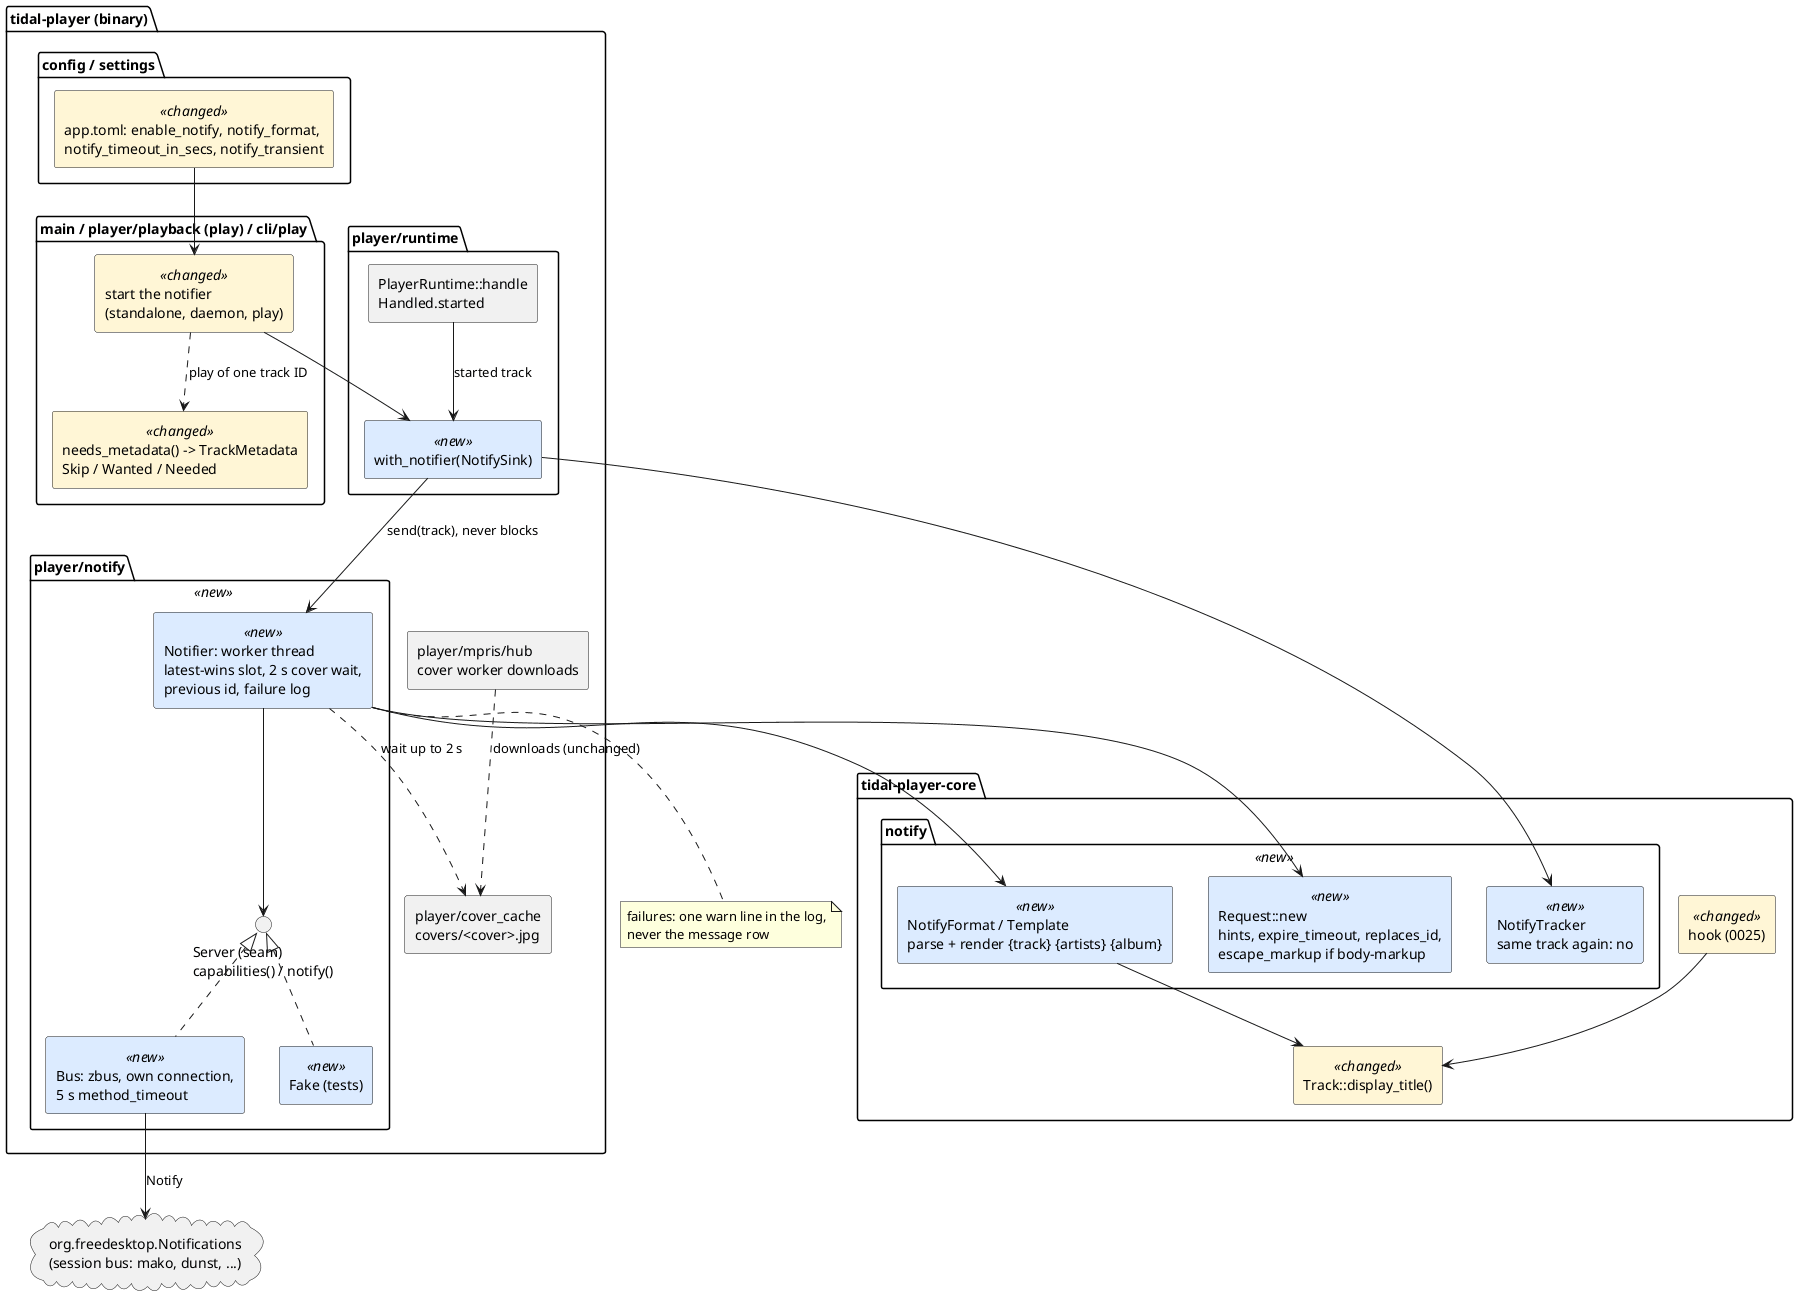 tidal-player (binary)
config / settings
«changed»
app.toml: enable_notify, notify_format,
notify_timeout_in_secs, notify_transient
main / player/playback (play) / cli/play
player/runtime
«changed»
start the notifier
(standalone, daemon, play)
PlayerRuntime::handle
Handled.started
play of one track ID
started track
«changed»
needs_metadata() -> TrackMetadata
Skip / Wanted / Needed
«new»
with_notifier(NotifySink)
send(track), never blocks
player/notify
«new»
«new»
Notifier: worker thread
latest-wins slot, 2 s cover wait,
previous id, failure log
player/mpris/hub
cover worker downloads
wait up to 2 s
downloads (unchanged)
tidal-player-core
notify
«new»
«new»
NotifyFormat / Template
parse + render {track} {artists} {album}
«new»
Request::new
hints, expire_timeout, replaces_id,
escape_markup if body-markup
«new»
NotifyTracker
same track again: no
«changed»
hook (0025)
player/cover_cache
covers/<cover>.jpg
failures: one warn line in the log,
never the message row
Server (seam)
capabilities() / notify()
«new»
Bus: zbus, own connection,
5 s method_timeout
«new»
Fake (tests)
«changed»
Track::display_title()
Notify
org.freedesktop.Notifications
(session bus: mako, dunst, ...)